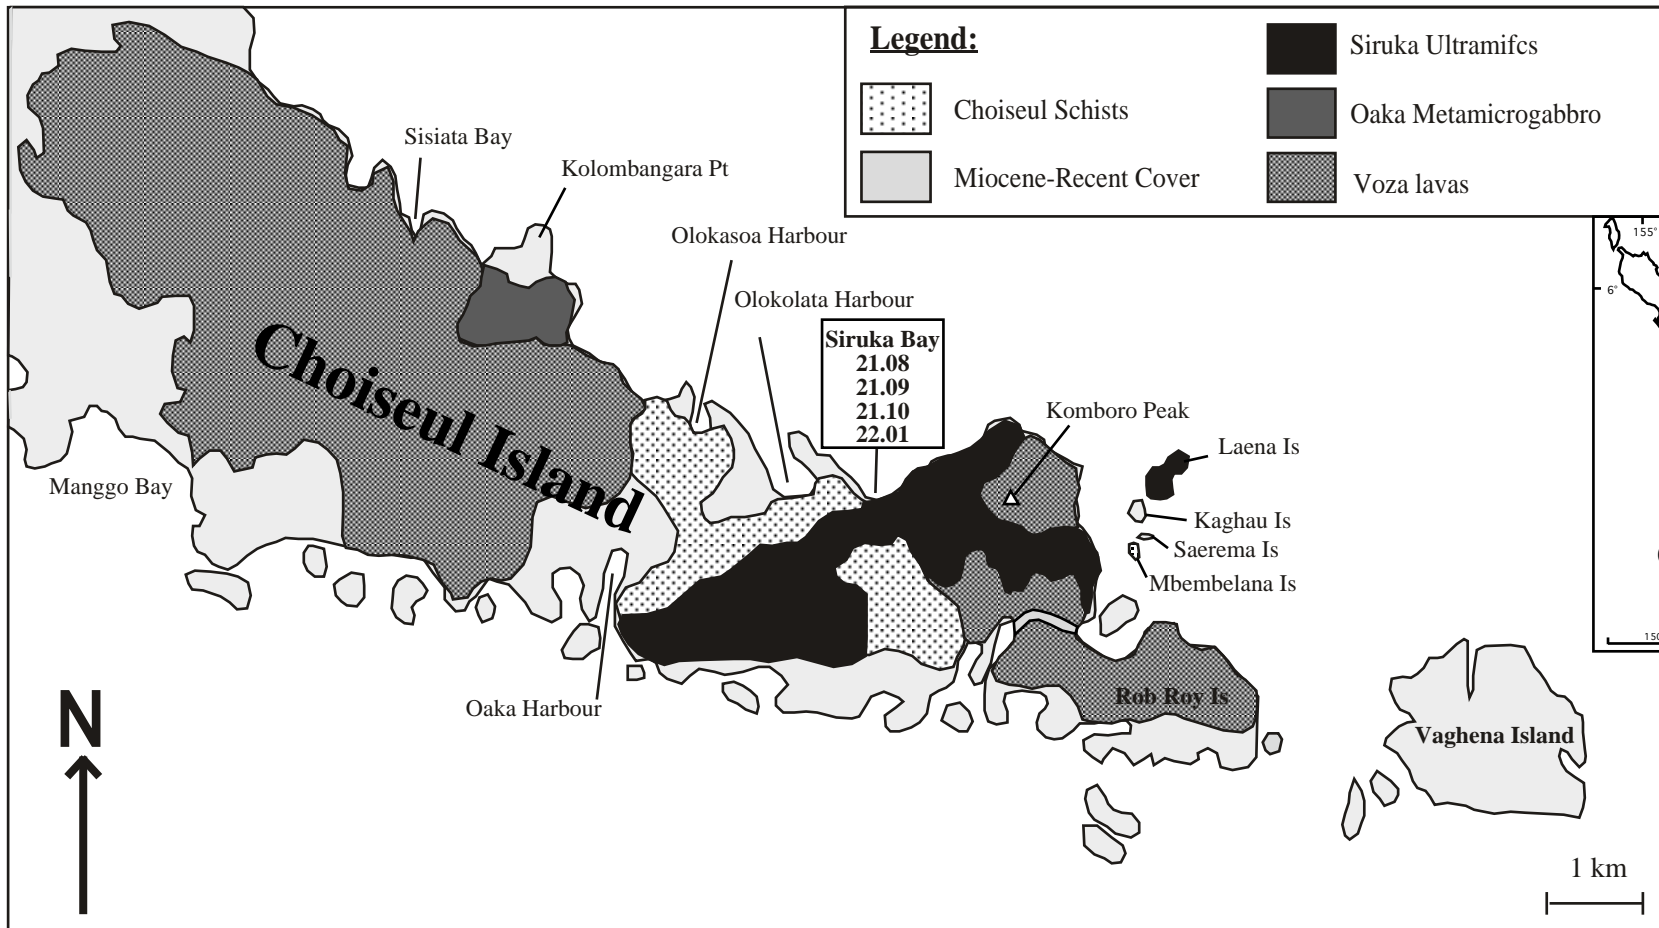 Legend:
Siruka Ultramifcs
Choiseul Schists
Oaka Metamicrogabbro
Miocene-Recent Cover
Voza lavas
Sisiata Bay
Kolombangara Pt
Olokasoa Harbour
155°
6°
Olokolata Harbour
Siruka Bay
21.08
21.09
21.10
22.01
Choiseul Island
Komboro Peak
Laena Is
Manggo Bay
Kaghau Is
Saerema Is
Mbembelana Is
150
Rob Roy Is
Oaka Harbour
N
Vaghena Island
1 km